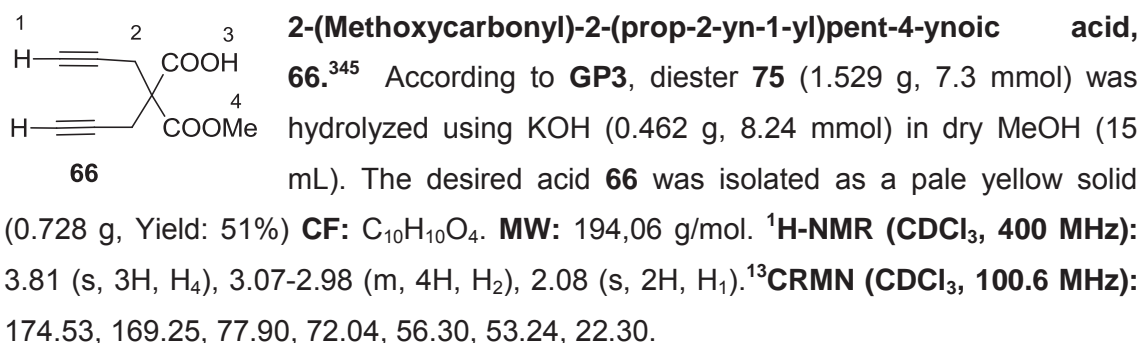 1
2
3
H
COOH
4
H
COOMe
66
2-(Methoxycarbonyl)-2-(prop-2-yn-1-yl)pent-4-ynoic acid,
66.³⁴⁵ According to GP3, diester 75 (1.529 g, 7.3 mmol) was
hydrolyzed using KOH (0.462 g, 8.24 mmol) in dry MeOH (15
mL). The desired acid 66 was isolated as a pale yellow solid
(0.728 g, Yield: 51%) CF: C₁₀H₁₀O₄. MW: 194,06 g/mol. ¹H-NMR (CDCl₃, 400 MHz):
3.81 (s, 3H, H₄), 3.07-2.98 (m, 4H, H₂), 2.08 (s, 2H, H₁).¹³CRMN (CDCl₃, 100.6 MHz):
174.53, 169.25, 77.90, 72.04, 56.30, 53.24, 22.30.